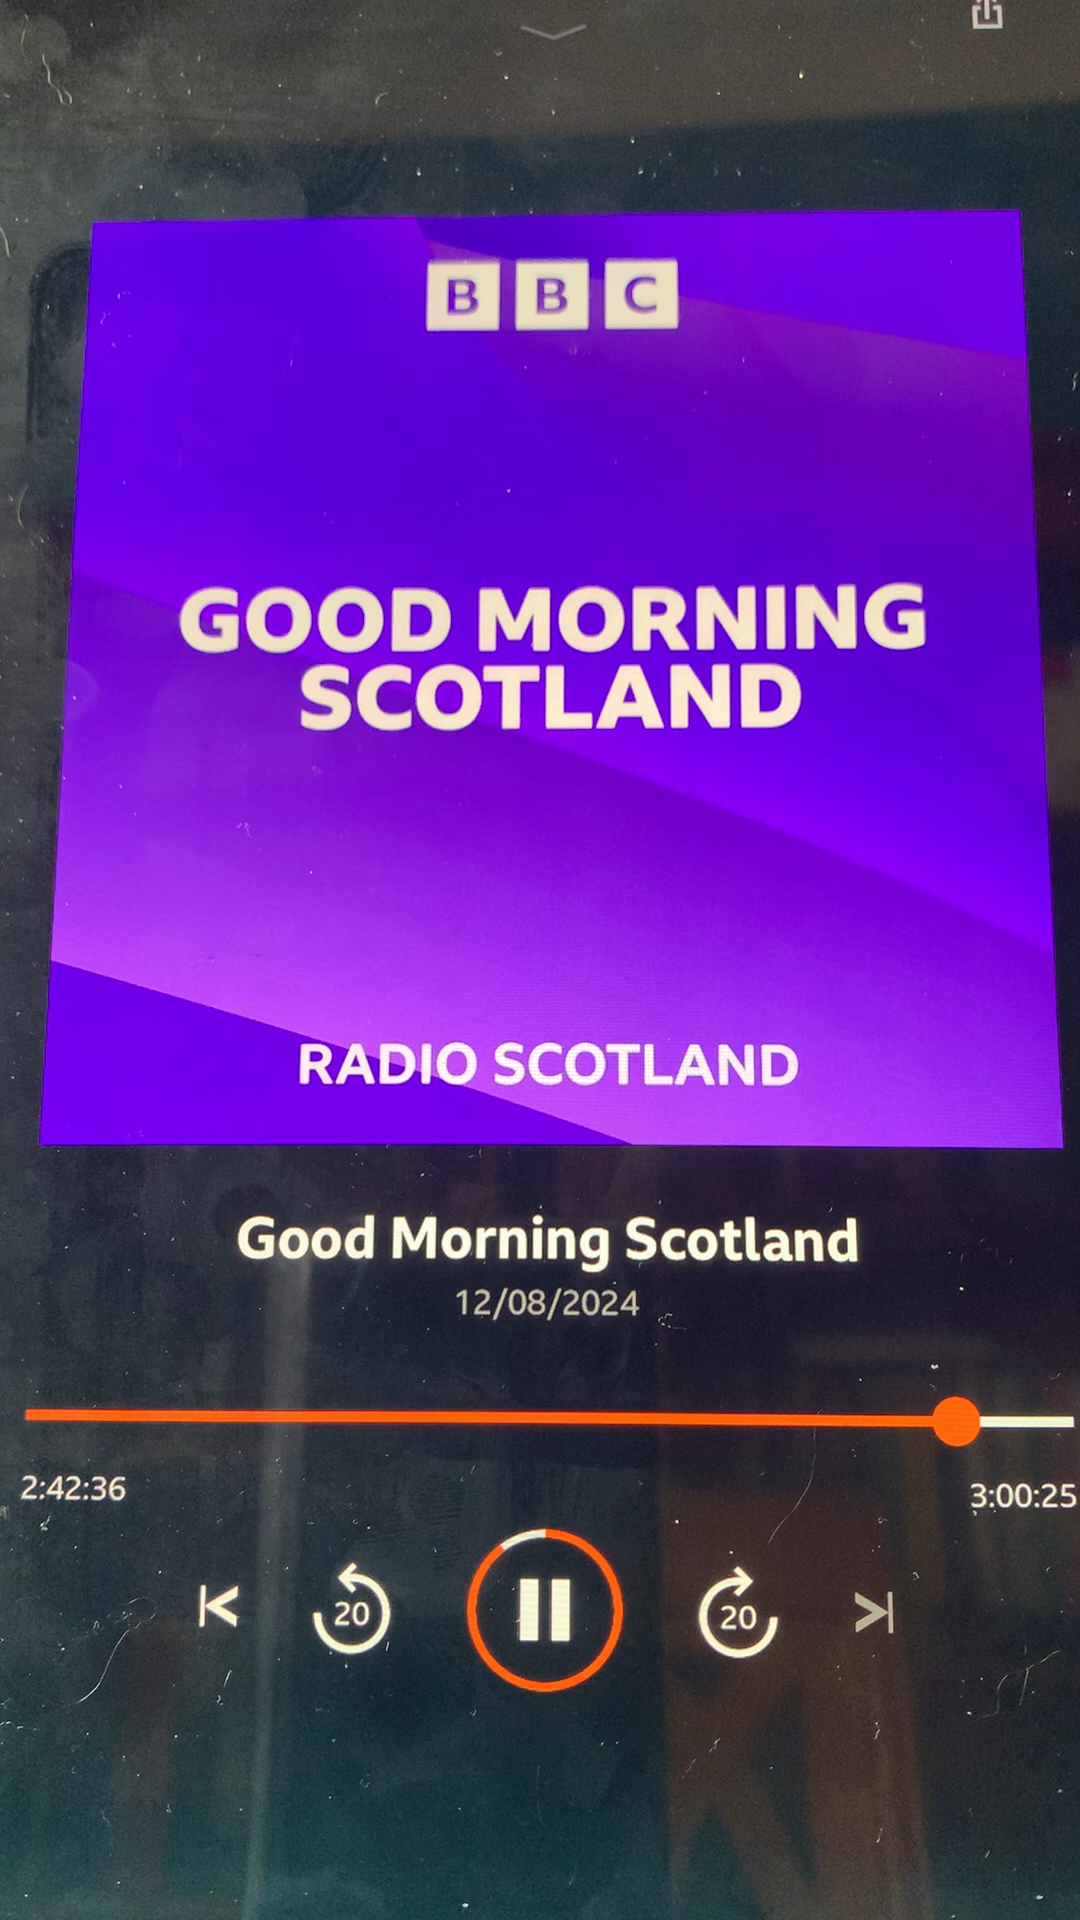 BBC
GOOD MORNING
SCOTLAND
RADIO SCOTLAND
Good Morning Scotland
12/08/2024
2:42:36
3:00:25
20
20